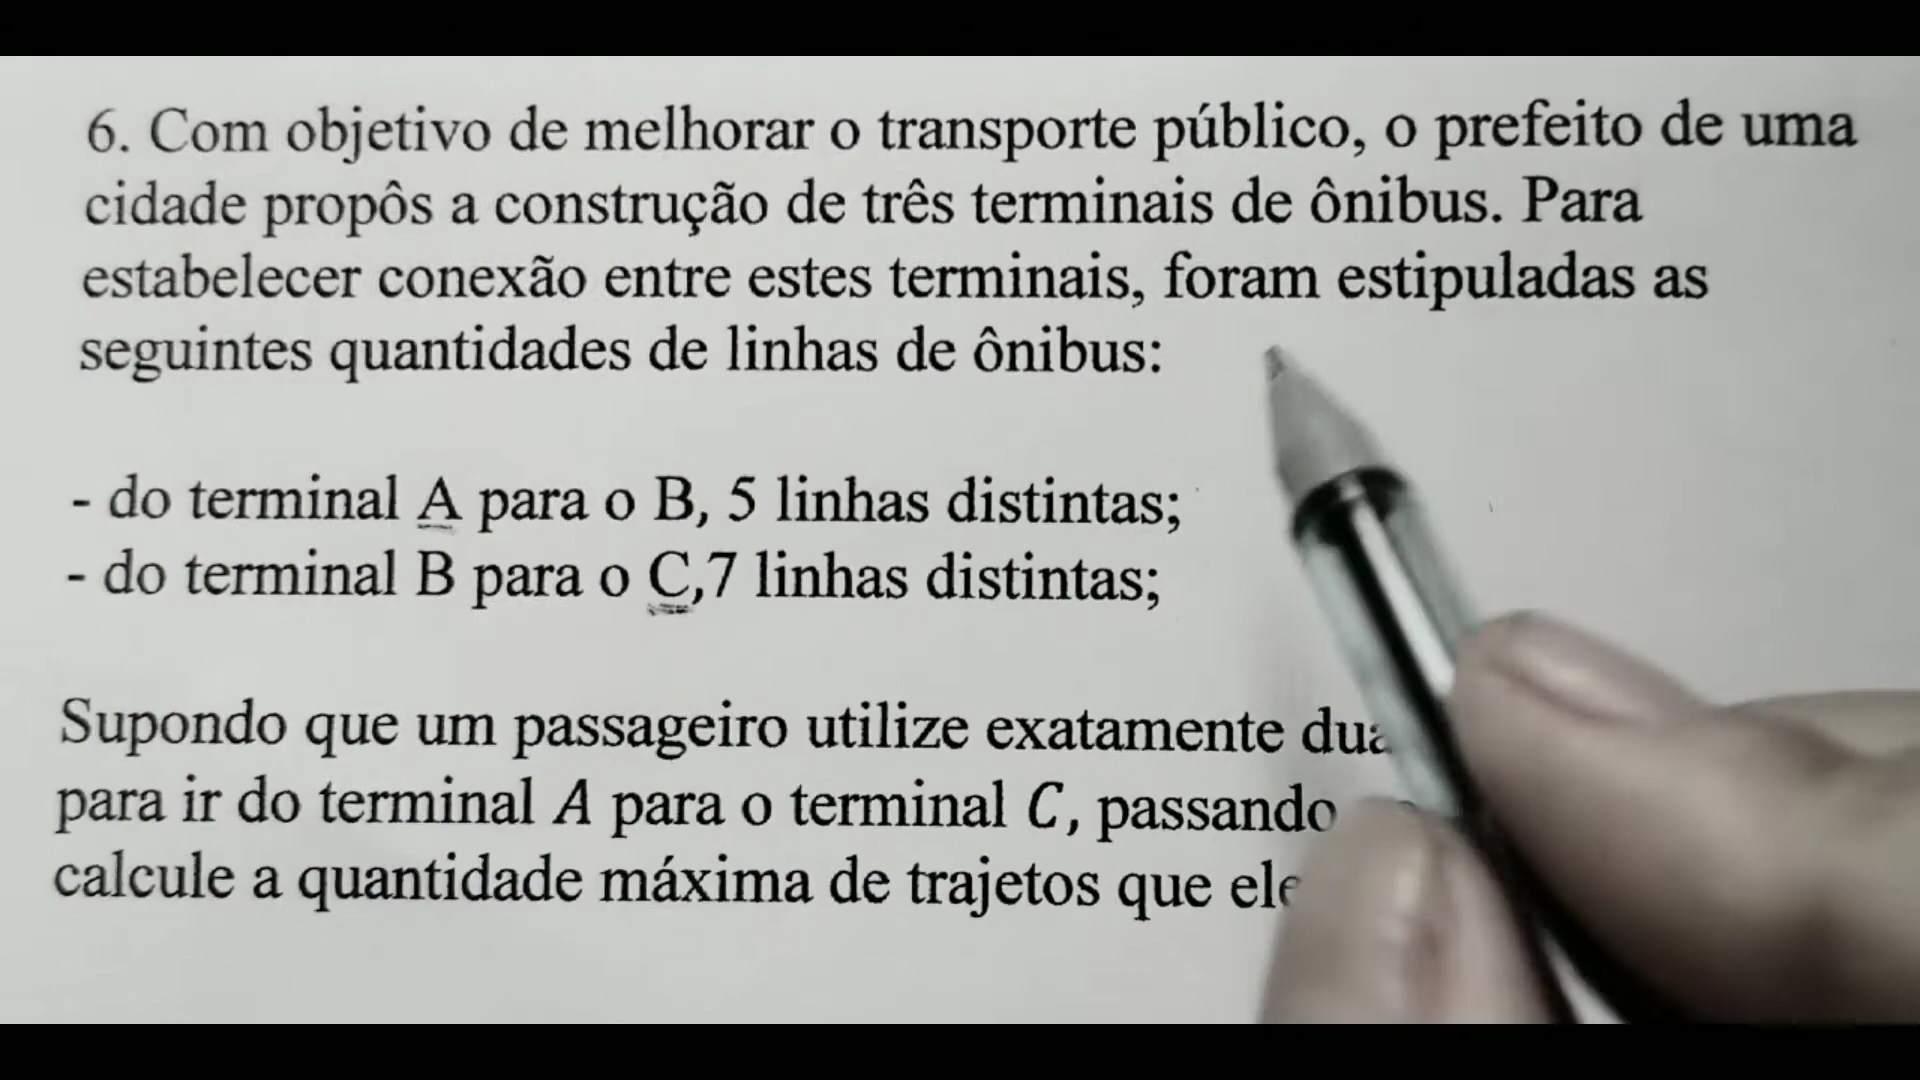 6. Com objetivo de melhorar o transporte público, o prefeito de uma
cidade propôs a construção de três terminais de ônibus. Para
estabelecer conexão entre estes terminais, foram estipuladas as
seguintes quantidades de linhas de ônibus:
- do terminal A para o B, 5 linhas distintas;
- do terminal B para o C,7 linhas distintas;
Supondo que um passageiro utilize exatamente
para ir do terminal A para o terminal C, passando
calcule a quantidade máxima de trajetos que